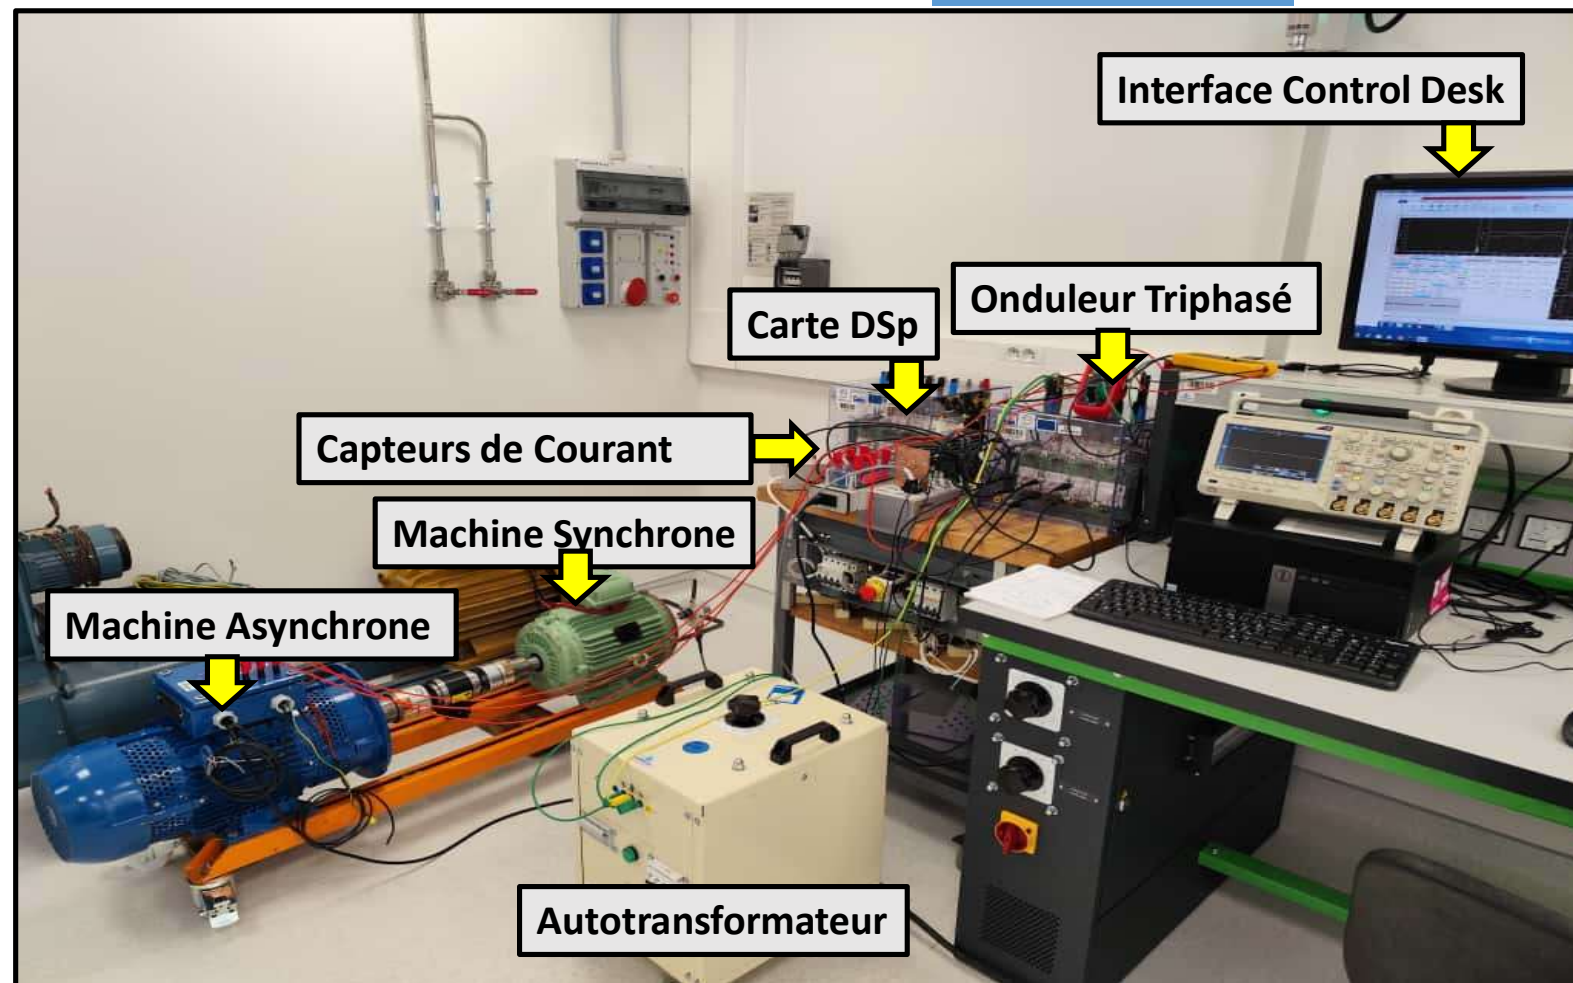 Interface Control Desk
Onduleur Triphasé
Carte DSp
Capteurs de Courant
Machine Synchrone
Machine Asynchrone
Autotransformateur